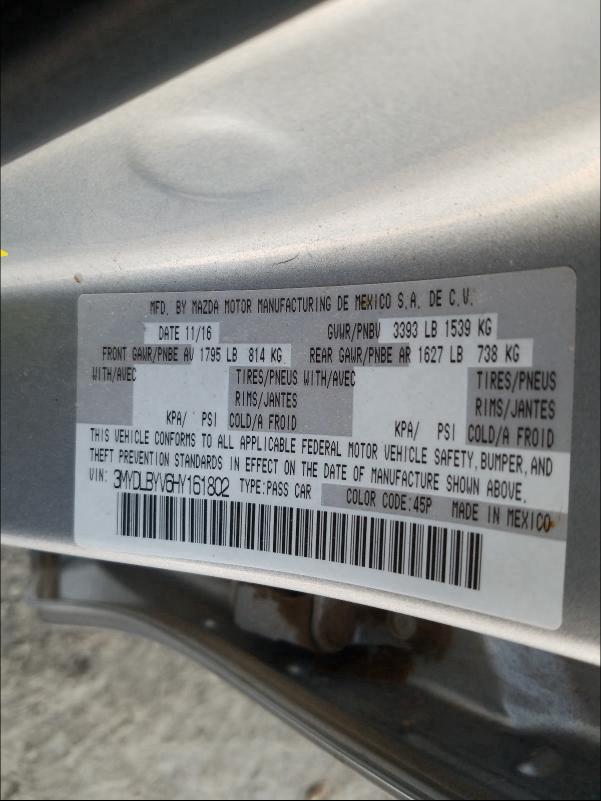 MFD. BY MAZDA MOTOR MANUFACTURING DE MEXICO S.A. DE C.V.
DATE 11/16 GVWR/PNBV 3393 LB 1539 KG
FRONT GAWR/PNBE AV 1795 LB 814 KG REAR GAWR/PNBE AR 1627 LB 738 KG
WITH/AVEC TIRES/PNEUS WITH/AVEC TIRES/PNEUS
RIMS/JANTES RIMS/JANTES
KPA/ PSI COLD/A FROID KPA/ PSI COLD/A FROID
THIS VEHICLE CONFORMS TO ALL APPLICABLE FEDERAL MOTOR VEHICLE SAFETY, BUMPER, AND
THEFT PREVENTION STANDARDS IN EFFECT ON THE DATE OF MANUFACTURE SHOWN ABOVE.
VIN: 3MYDLBYV6HY161802 TYPE:PASS CAR COLOR CODE:45P MADE IN MEXICO